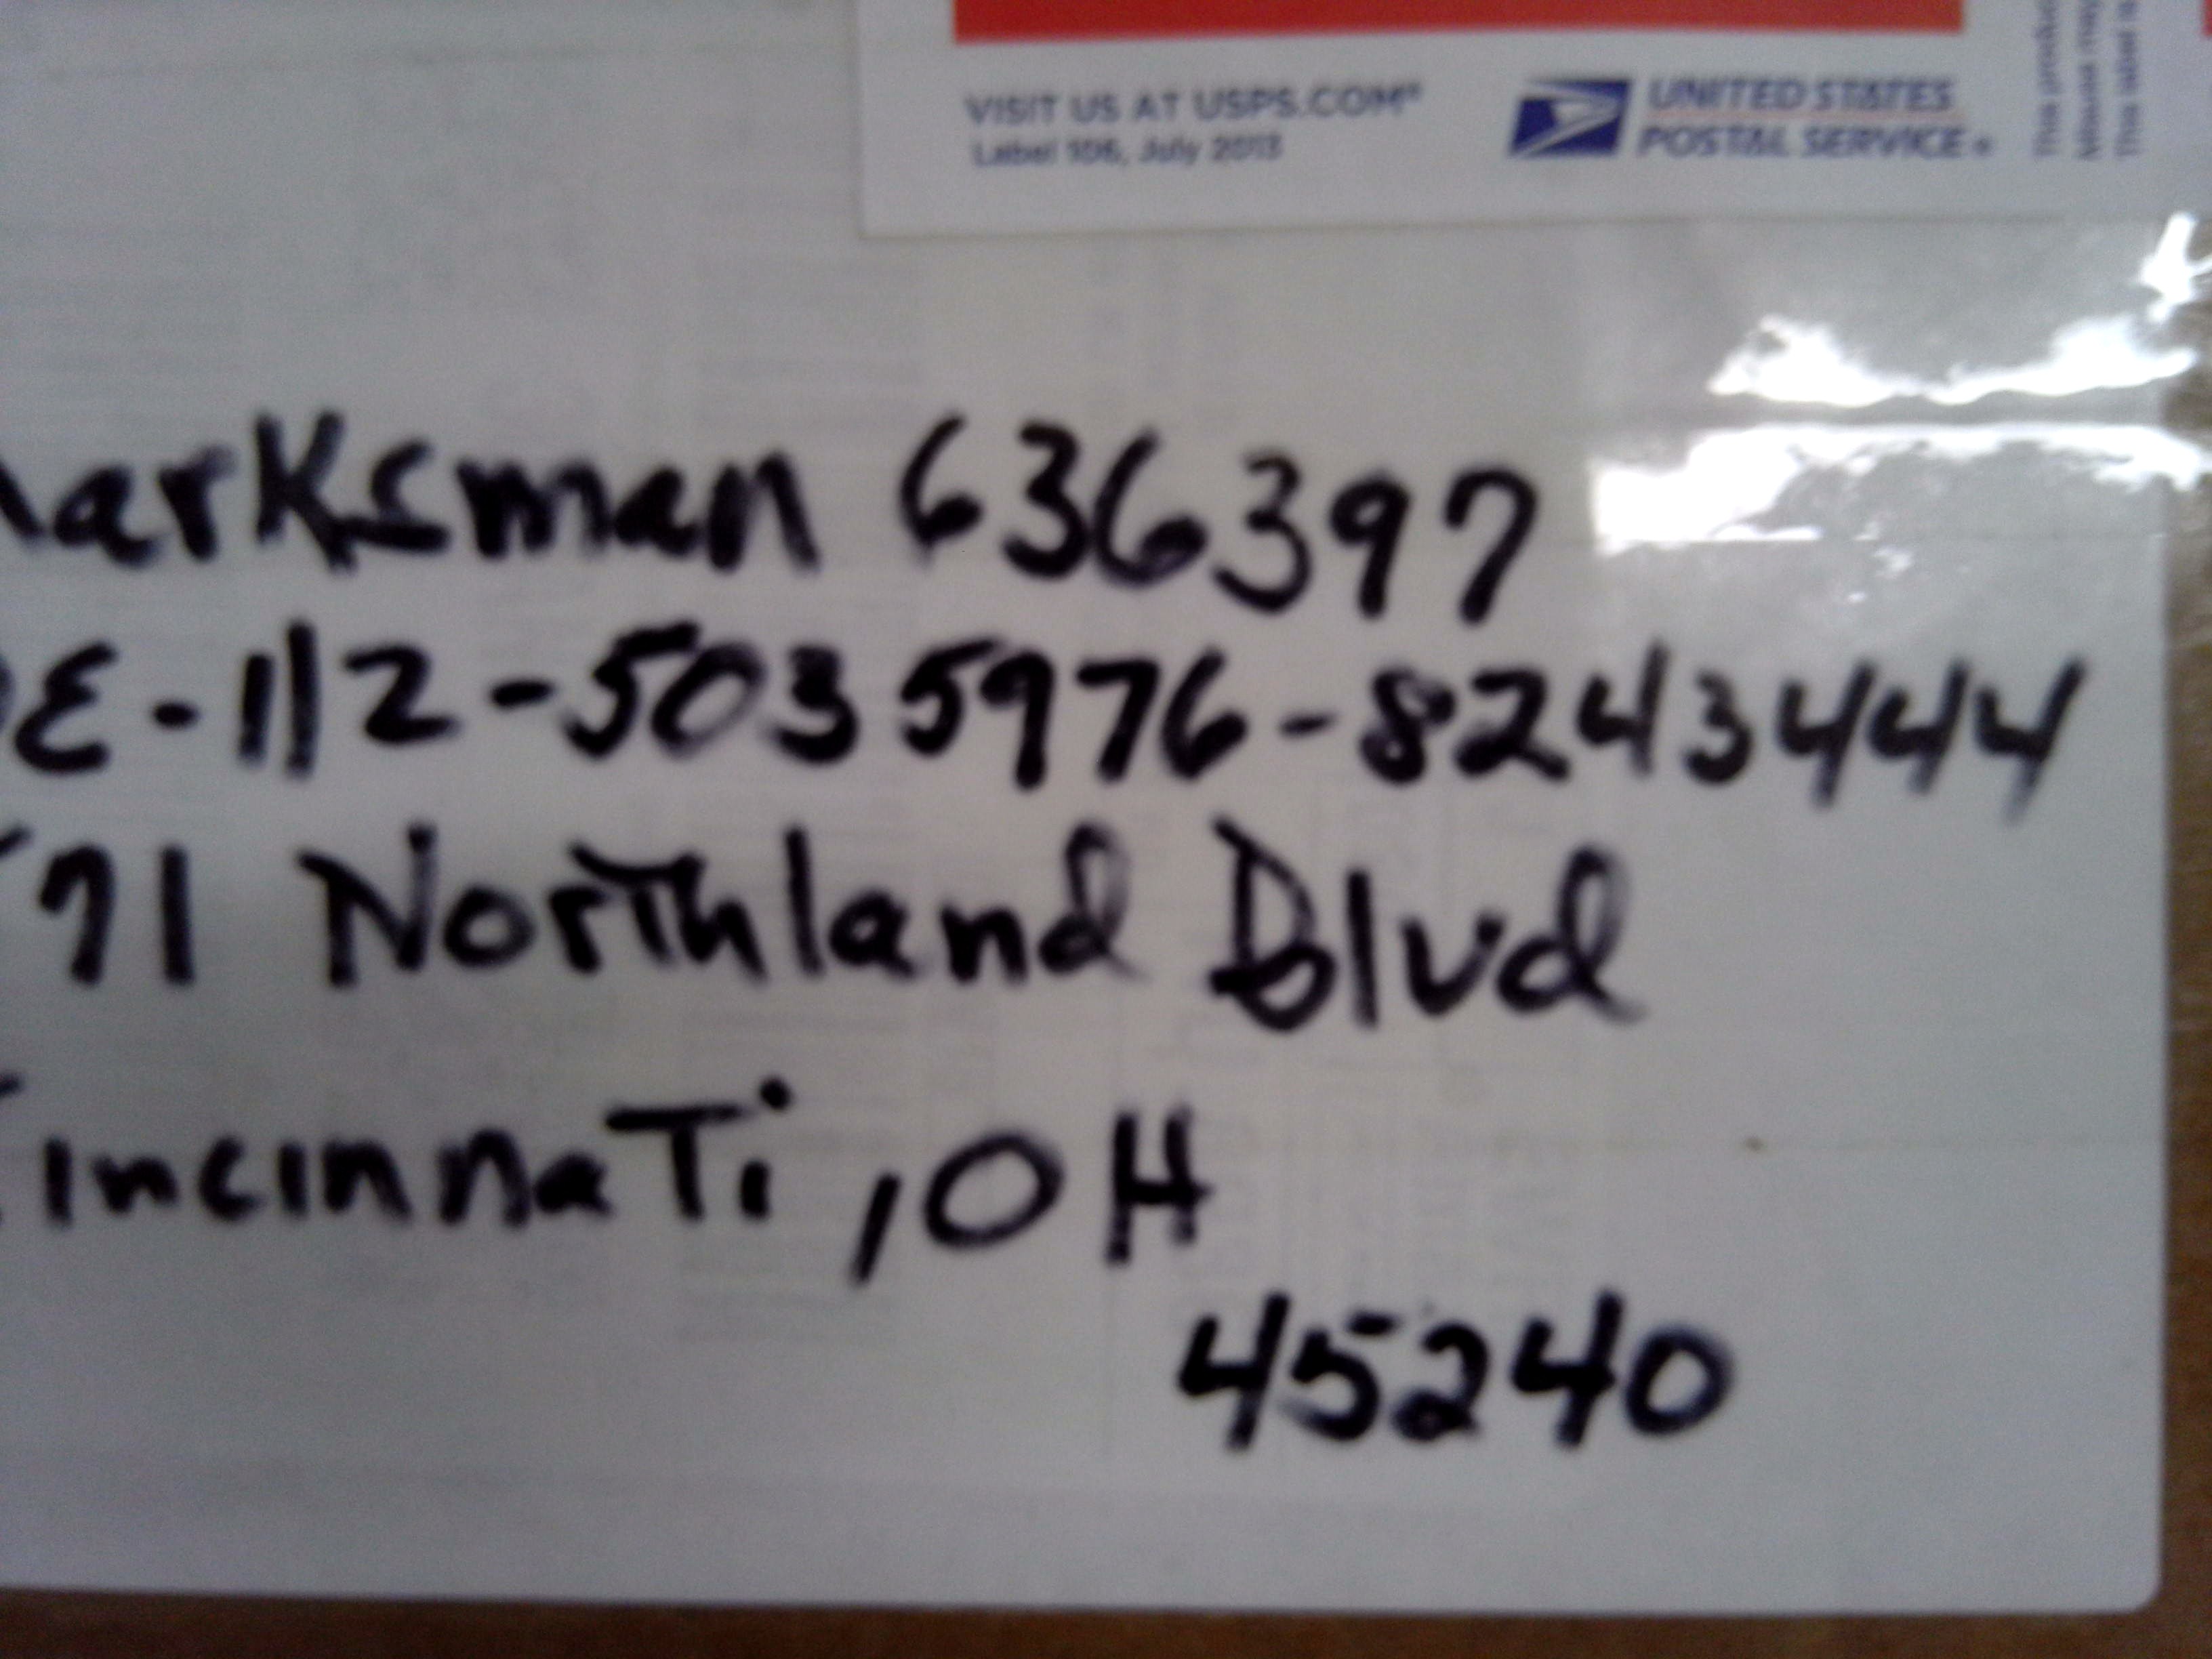 VISIT US AT USPS.COM®
Label 106, July 2013
UNITED STATES
POSTAL SERVICE®
arksman 636397
E-112-5035976-8243444
71 Northland Blvd
incinnati, OH
45240